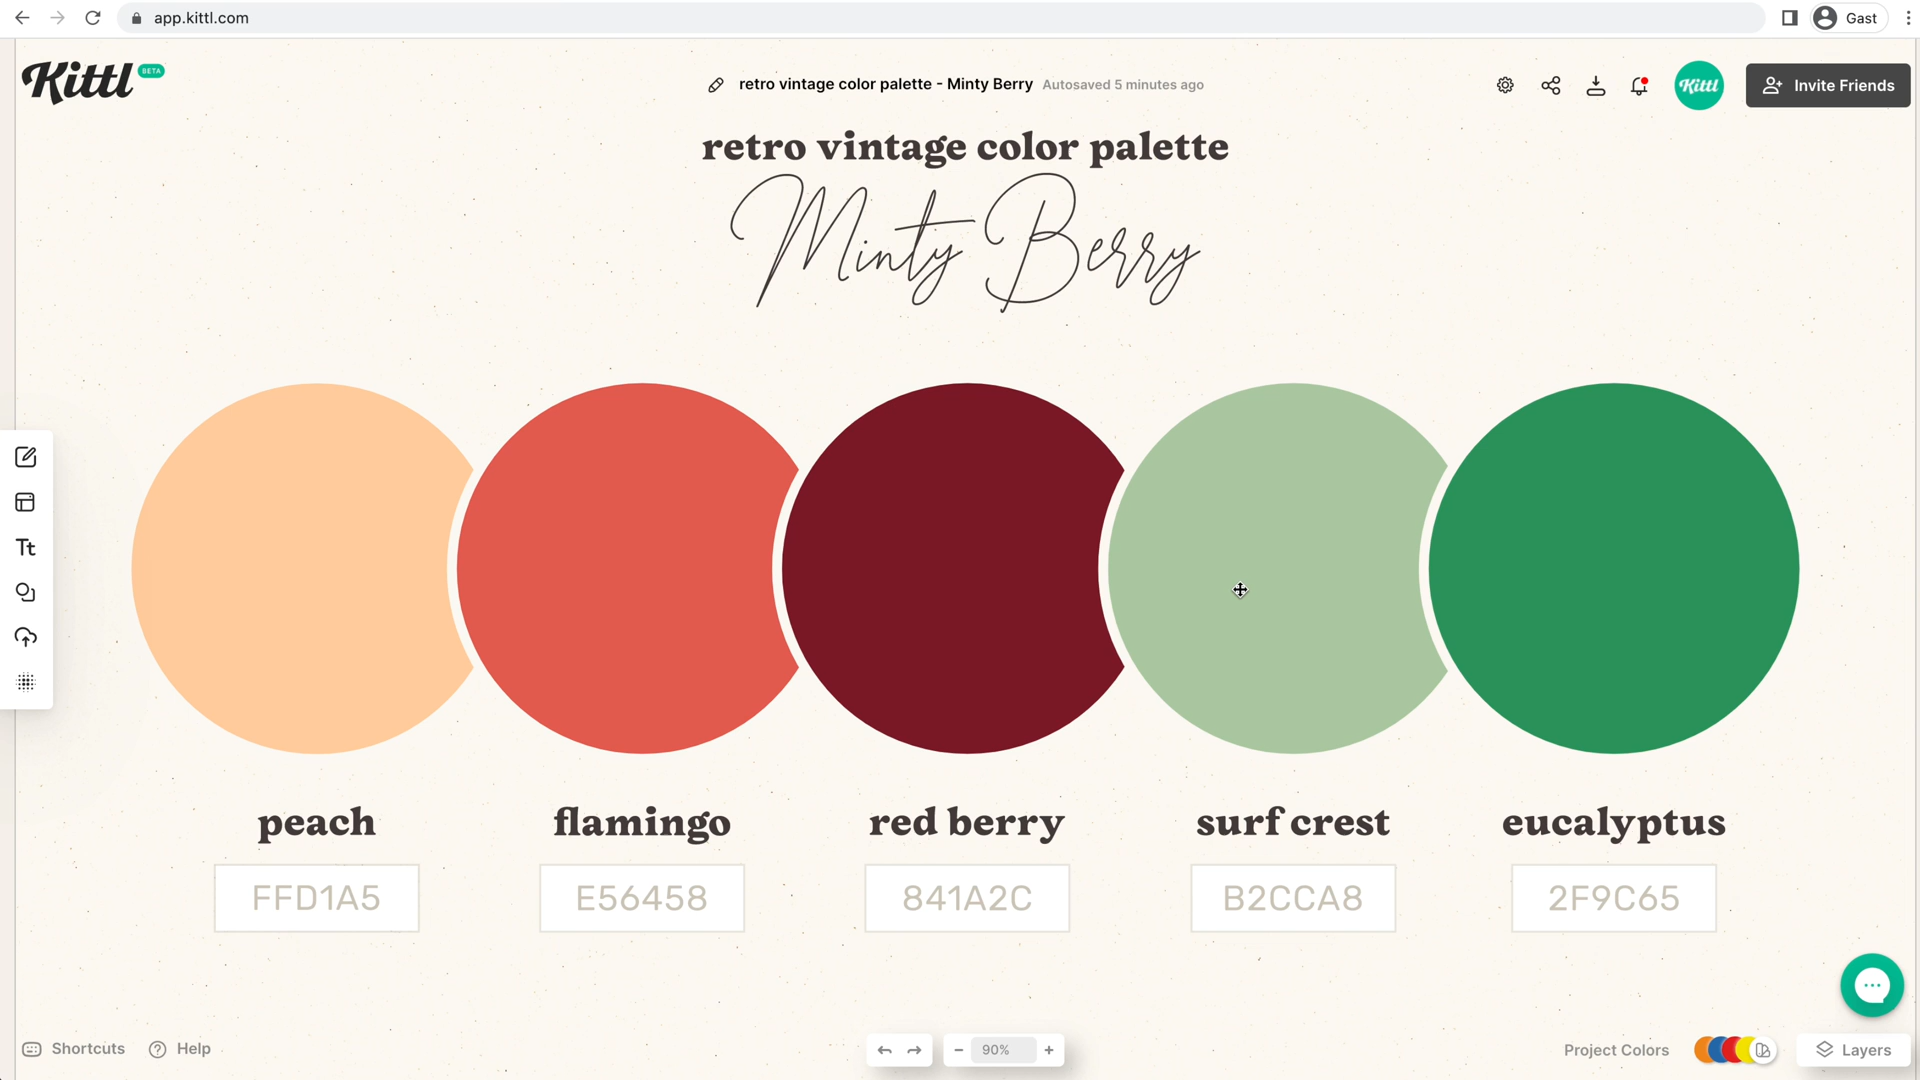 app.kittl.com
Gast
Kittl BETA
retro vintage color palette - Minty Berry Autosaved 5 minutes ago
Kittl
Invite Friends
retro vintage color palette
Minty Berry
Tt
peach
flamingo
red berry
surf crest
eucalyptus
FFD1A5
E56458
841A2C
B2CCA8
2F9C65
Shortcuts
Help
90%
Project Colors
Layers